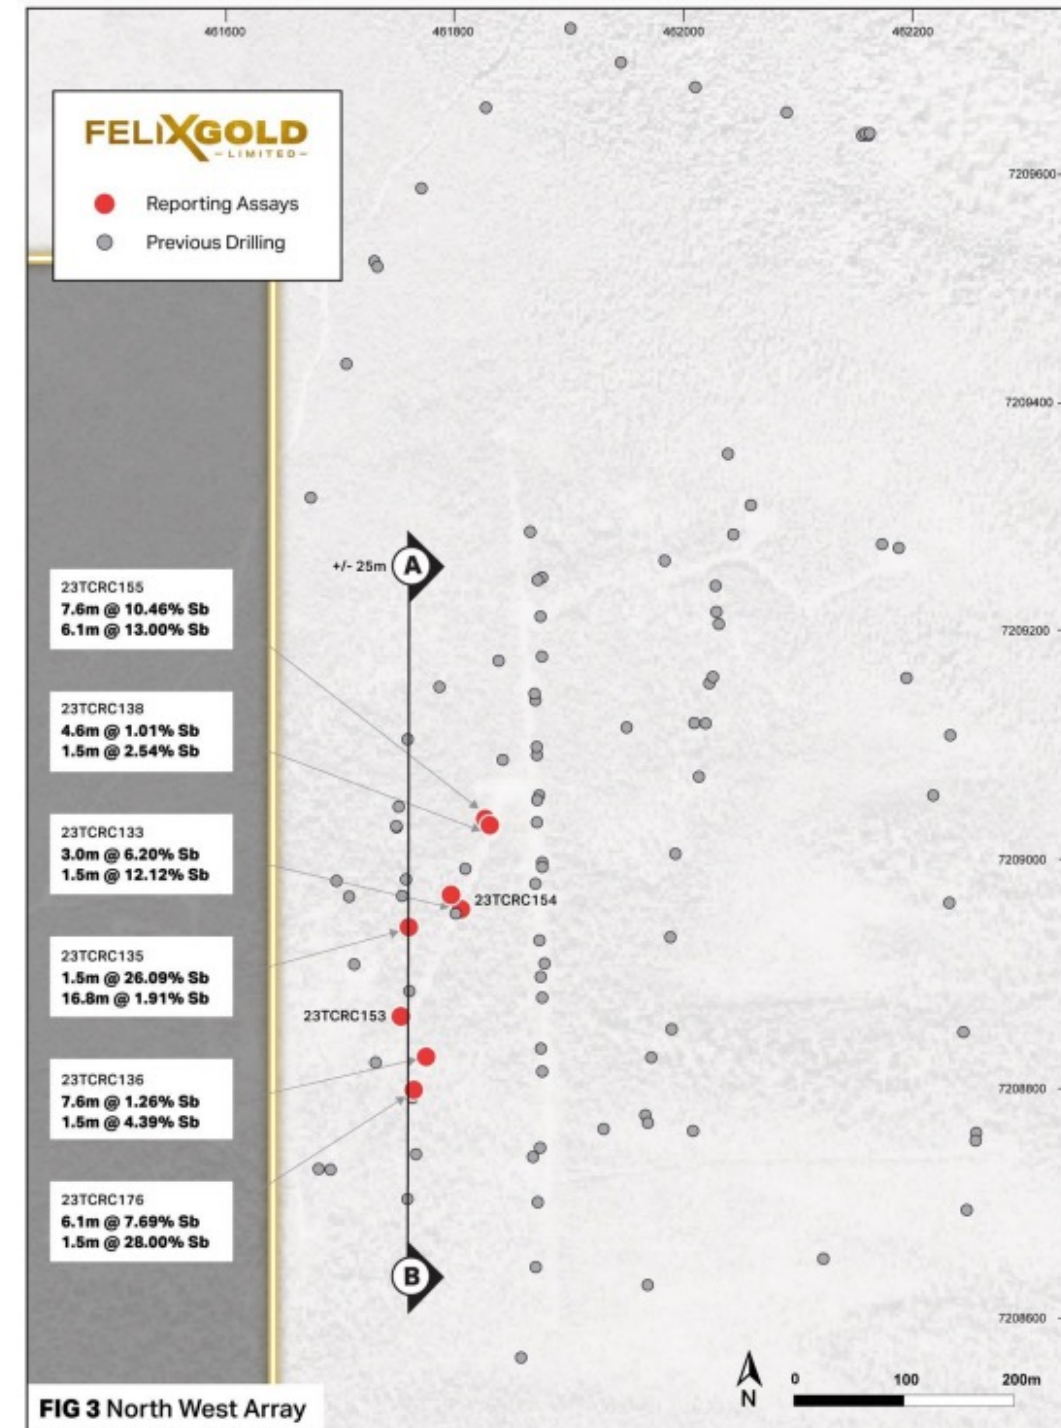 461600 461800 462000 462200
FELIXGOLD
-LIMITED-
Reporting Assays
Previous Drilling
7209600
7209400
+/- 25m A
23TCRC155
7.6m @ 10.46% Sb
6.1m @ 13.00% Sb
7209200
23TCRC138
4.6m @ 1.01% Sb
1.5m @ 2.54% Sb
23TCRC133
3.0m @ 6.20% Sb
1.5m @ 12.12% Sb
7209000
23TCRC154
23TCRC135
1.5m @ 26.09% Sb
16.8m @ 1.91% Sb
23TCRC153
23TCRC136
7.6m @ 1.26% Sb
1.5m @ 4.39% Sb
7208800
23TCRC176
6.1m @ 7.69% Sb
1.5m @ 28.00% Sb
B
7208600
N
0 100 200m
FIG 3 North West Array